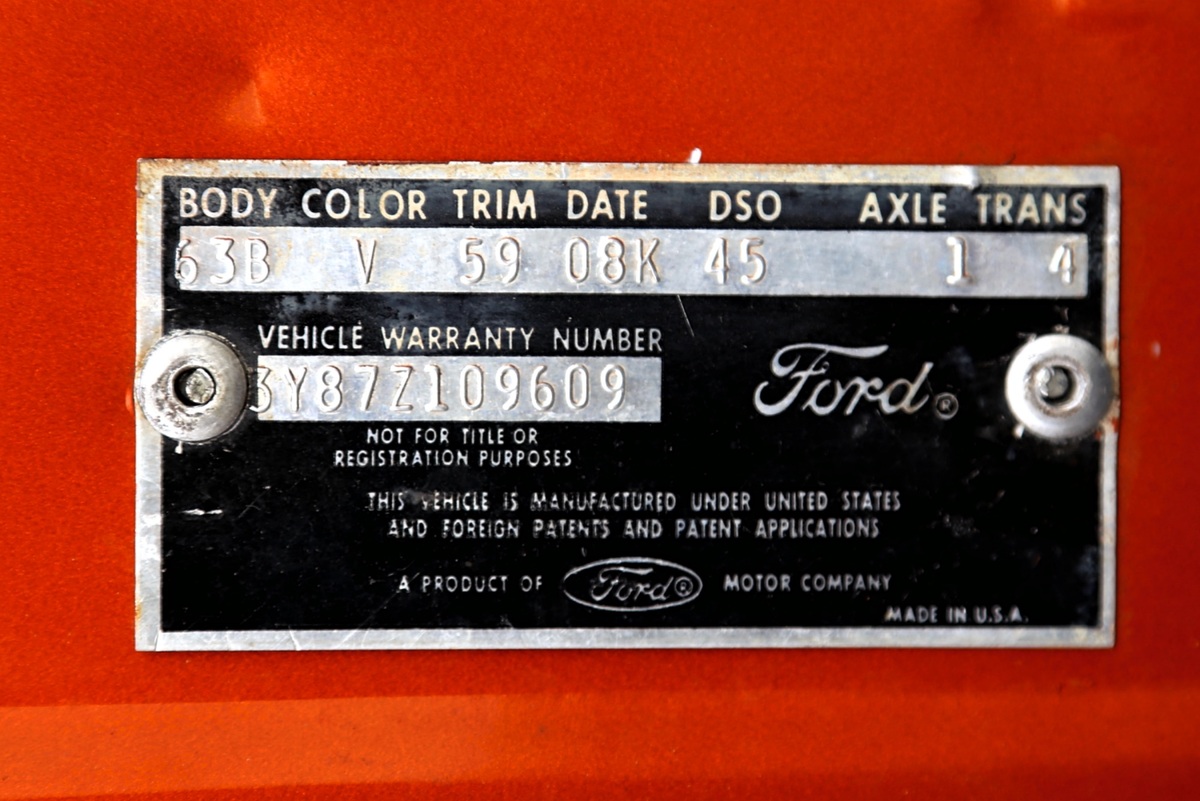 BODY COLOR TRIM DATE DSO AXLE TRANS
63B V 59 08K 45 1 4
VEHICLE WARRANTY NUMBER
3Y87Z109609
Ford ®
NOT FOR TITLE OR
REGISTRATION PURPOSES
THIS VEHICLE IS MANUFACTURED UNDER UNITED STATES
AND FOREIGN PATENTS AND PATENT APPLICATIONS
A PRODUCT OF Ford ® MOTOR COMPANY
MADE IN U.S.A.